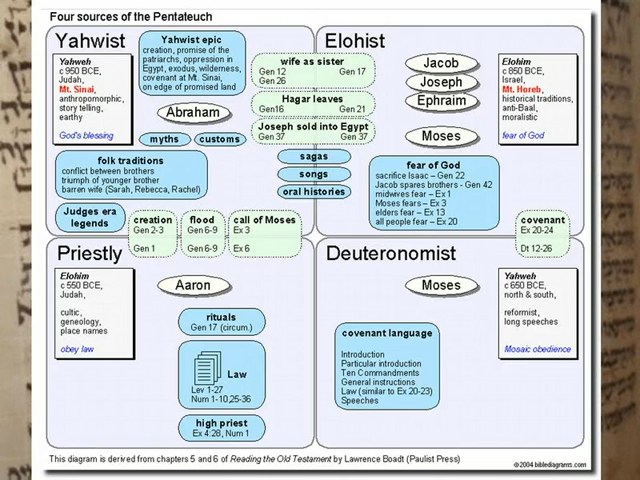 Four sources of the Pentateuch
Yahwist
Yahweh
c 950 BCE,
Judah,
Mt. Sinai,
anthropomorphic,
story telling,
earthy
God's blessing
Yahwist epic
creation, promise of the
patriarchs, oppression in
Egypt, exodus, wilderness,
covenant at Mt. Sinai,
on edge of promised land
Abraham
myths
customs
folk traditions
conflict between brothers
triumph of younger brother
barren wife (Sarah, Rebecca, Rachel)
Judges era
legends
wife as sister
Gen 12 Gen 17
Gen 26
Hagar leaves
Gen16 Gen 21
Joseph sold into Egypt
Gen 37 Gen 37
sagas
songs
oral histories
creation
Gen 2-3
Gen 1
flood
Gen 6-9
Gen 6-9
call of Moses
Ex 3
Ex 6
Elohist
Jacob
Joseph
Ephraim
Moses
Elohim
c 850 BCE,
Israel,
Mt. Horeb,
historical traditions,
anti-Baal,
moralistic
fear of God
fear of God
sacrifice Isaac – Gen 22
Jacob spares brothers - Gen 42
midwives fear – Ex 1
Moses fears – Ex 3
elders fear – Ex 13
all people fear – Ex 20
covenant
Ex 20-24
Dt 12-26
Priestly
Elohim
c 550 BCE,
Judah,
cultic,
geneology,
place names
obey law
Aaron
rituals
Gen 17 (circum.)
Law
Lev 1-27
Num 1-10,25-36
high priest
Ex 4:28, Num 1
Deuteronomist
Moses
Yahweh
c 650 BCE,
north & south,
reformist,
long speeches
Mosaic obedience
covenant language
Introduction
Particular introduction
Ten Commandments
General instructions
Law (similar to Ex 20-23)
Speeches
This diagram is derived from chapters 5 and 6 of Reading the Old Testament by Lawrence Boadt (Paulist Press)
© 2004 biblediagrams.com